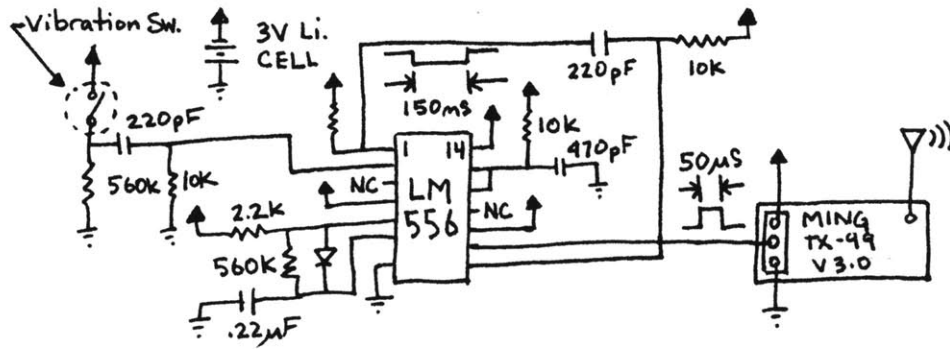 Vibration Sw.
3V Li.
CELL
220pF
10K
150ms
220pF
560K
10K
1
14
10K
470pF
NC
LM
556
NC
2.2K
560K
.22µF
50µS
MING
TX-99
V 3.0